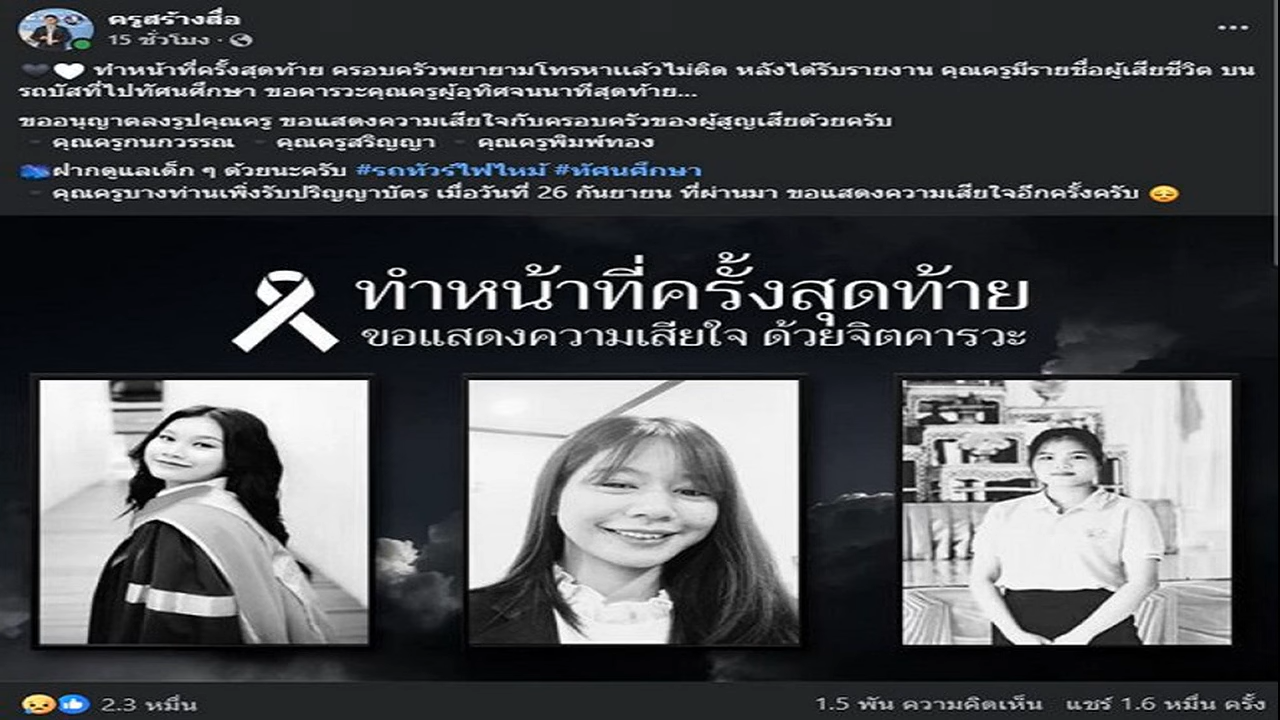 ครูสร้างสื่อ
15 ชั่วโมง ·
ทำหน้าที่ครั้งสุดท้าย ครอบครัวพยายามโทรหาแล้วไม่ติด หลังได้รับรายงาน คุณครูมีรายชื่อผู้เสียชีวิต บน
รถบัสที่ไปทัศนศึกษา ขอคารวะคุณครูผู้อุทิศจนนาทีสุดท้าย...
ขออนุญาตลงรูปคุณครู ขอแสดงความเสียใจกับครอบครัวของผู้สูญเสียด้วยครับ
คุณครูกนกวรรณ คุณครูสริญญา คุณครูพิมพ์ทอง
ฝากดูแลเด็ก ๆ ด้วยนะครับ #รถทัวร์ไฟไหม้ #ทัศนศึกษา
คุณครูบางท่านเพิ่งรับปริญญาบัตร เมื่อวันที่ 26 กันยายน ที่ผ่านมา ขอแสดงความเสียใจอีกครั้งครับ
ทำหน้าที่ครั้งสุดท้าย
ขอแสดงความเสียใจ ด้วยจิตคารวะ
2.3 หมื่น
1.5 พัน ความคิดเห็น แชร์ 1.6 หมื่น ครั้ง